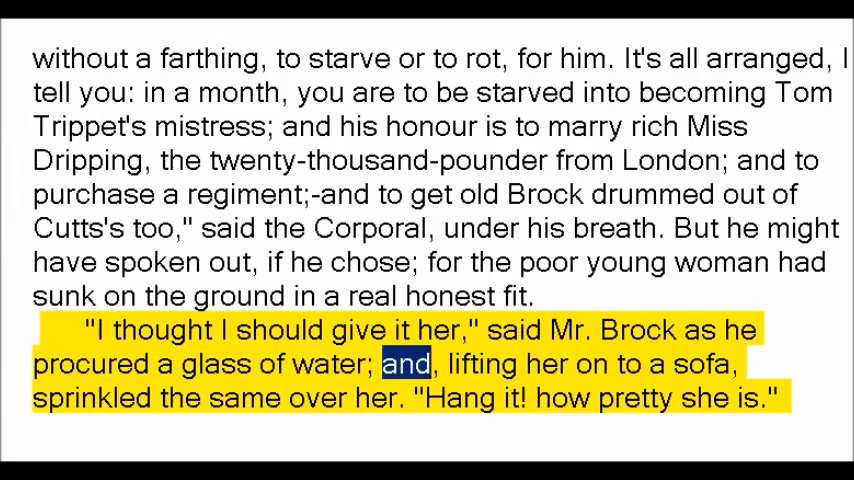 without a farthing, to starve or to rot, for him. It's all arranged, I
tell you: in a month, you are to be starved into becoming Tom
Trippet's mistress; and his honour is to marry rich Miss
Dripping, the twenty-thousand-pounder from London; and to
purchase a regiment;-and to get old Brock drummed out of
Cutts's too," said the Corporal, under his breath. But he might
have spoken out, if he chose; for the poor young woman had
sunk on the ground in a real honest fit.
"I thought I should give it her," said Mr. Brock as he
procured a glass of water; and, lifting her on to a sofa,
sprinkled the same over her. "Hang it! how pretty she is."